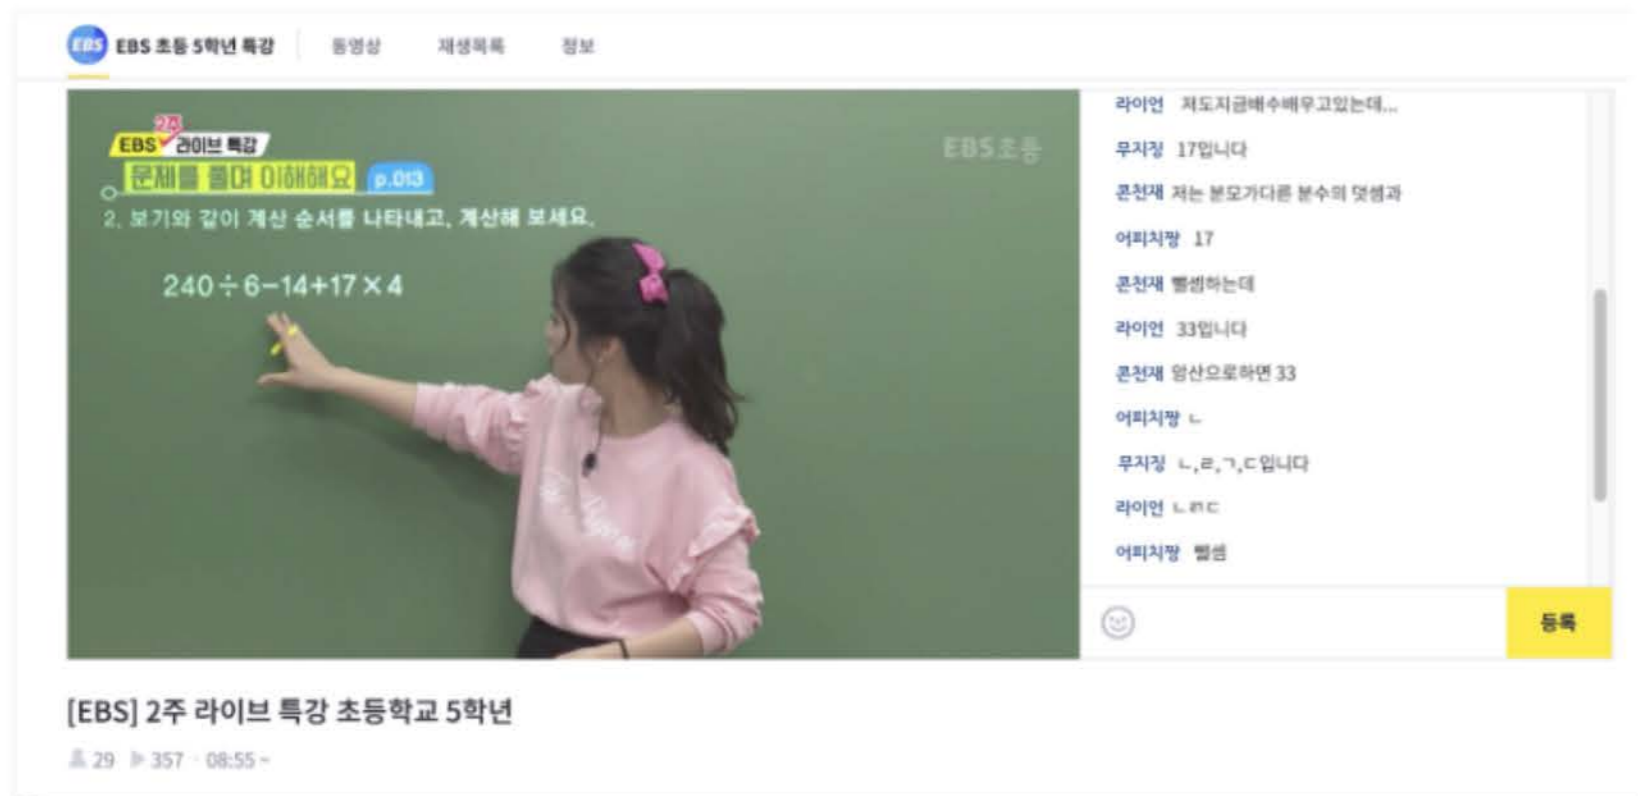 EBS 초등 5학년 특강 동영상 재생목록 정보
2주
EBS 라이브 특강
문제를 풀며 이해해요 p.013
2. 보기와 같이 계산 순서를 나타내고, 계산해 보세요.
240÷6−14+17×4
EBS초등
라이언 저도지금배수배우고있는데...
무지징 17입니다
콘천재 저는 분모가다른 분수의 덧셈과
어피치짱 17
콘천재 뺄셈하는데
라이언 33입니다
콘천재 암산으로하면 33
어피치짱 ㄴ
무지징 ㄴ,ㄹ,ㄱ,ㄷ입니다
라이언
어피치짱 뺄셈
등록
[EBS] 2주 라이브 특강 초등학교 5학년
29 357 · 08:55 ~